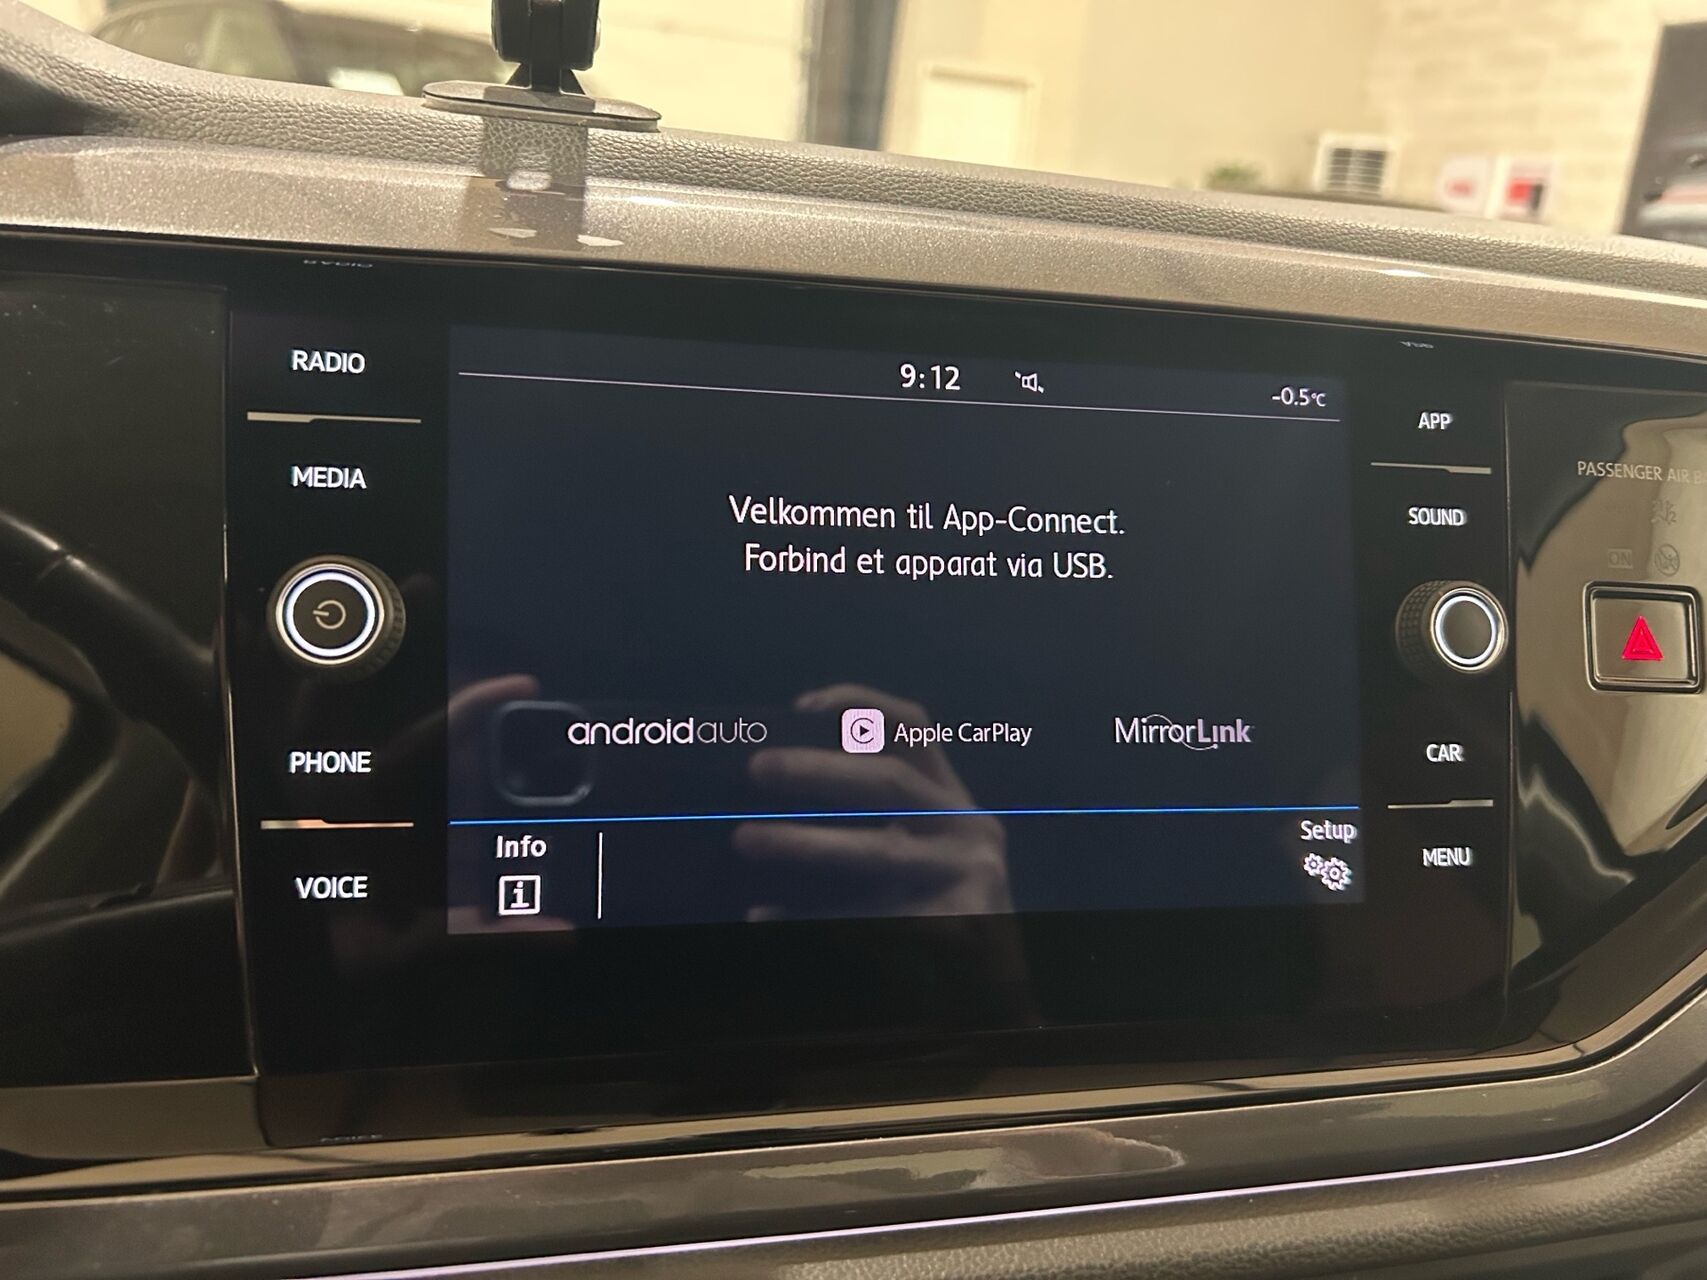 RADIO
MEDIA
PHONE
VOICE
9:12
-0.5°C
Velkommen til App-Connect.
Forbind et apparat via USB.
androidauto
Apple CarPlay
MirrorLink
Info
i
Setup
APP
SOUND
CAR
MENU
PASSENGER AIR